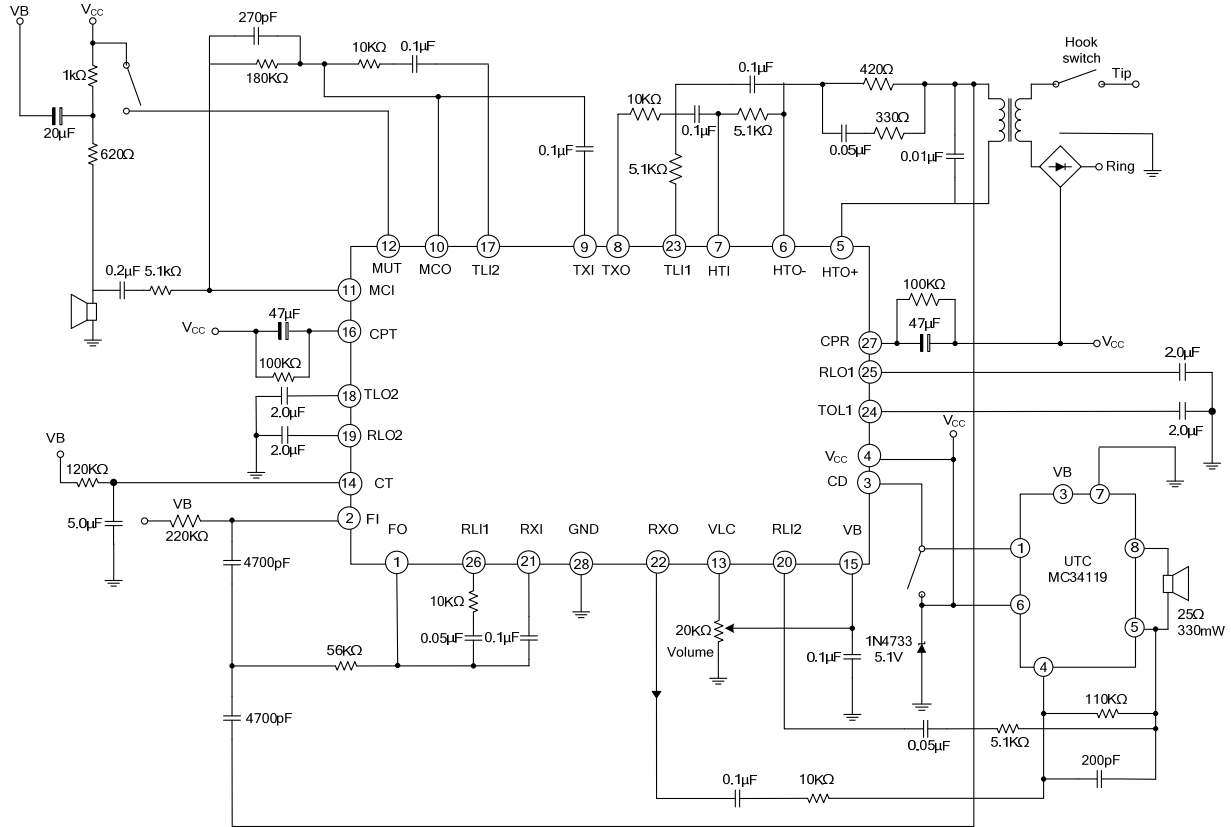 VB
VCC
270pF
1kΩ
180KΩ
10KΩ
0.1µF
20µF
620Ω
0.1µF
0.1µF
10KΩ
0.1µF
5.1KΩ
5.1KΩ
420Ω
330Ω
0.05µF
0.01µF
Hook
switch
Tip
Ring
12
10
17
9
8
23
7
6
5
MUT
MCO
TLI2
TXI
TXO
TLI1
HTI
HTO-
HTO+
0.2µF
5.1kΩ
11
MCI
VCC
47µF
16
CPT
100KΩ
18
TLO2
2.0µF
19
RLO2
2.0µF
VB
120KΩ
14
CT
5.0µF
VB
220KΩ
2
FI
100KΩ
47µF
CPR
27
VCC
RLO1
25
2.0µF
TOL1
24
2.0µF
VCC
VCC
4
CD
3
FO
RLI1
RXI
GND
RXO
VLC
RLI2
VB
1
26
21
28
22
13
20
15
4700pF
10KΩ
0.05µF
0.1µF
56KΩ
4700pF
20KΩ
Volume
0.1µF
1N4733
5.1V
VB
3
7
1
8
UTC
MC34119
6
5
4
25Ω
330mW
110KΩ
0.05µF
5.1KΩ
200pF
0.1µF
10KΩ